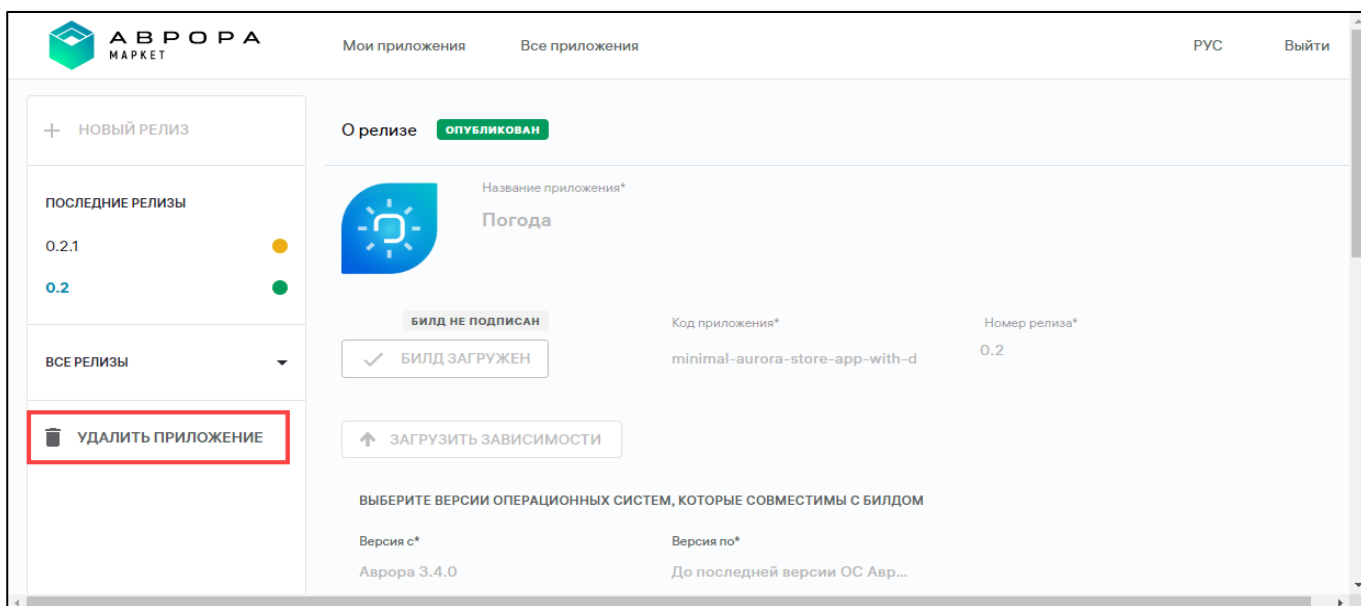 АВРОРА
МАРКЕТ
Мои приложения
Все приложения
РУС
Выйти
НОВЫЙ РЕЛИЗ
ПОСЛЕДНИЕ РЕЛИЗЫ
0.2.1
0.2
ВСЕ РЕЛИЗЫ
УДАЛИТЬ ПРИЛОЖЕНИЕ
О релизе
ОПУБЛИКОВАН
Название приложения*
Погода
БИЛД НЕ ПОДПИСАН
БИЛД ЗАГРУЖЕН
Код приложения*
minimal-aurora-store-app-with-d
Номер релиза*
0.2
ЗАГРУЗИТЬ ЗАВИСИМОСТИ
ВЫБЕРИТЕ ВЕРСИИ ОПЕРАЦИОННЫХ СИСТЕМ, КОТОРЫЕ СОВМЕСТИМЫ С БИЛДОМ
Версия с*
Аврора 3.4.0
Версия по*
До последней версии ОС Авр...